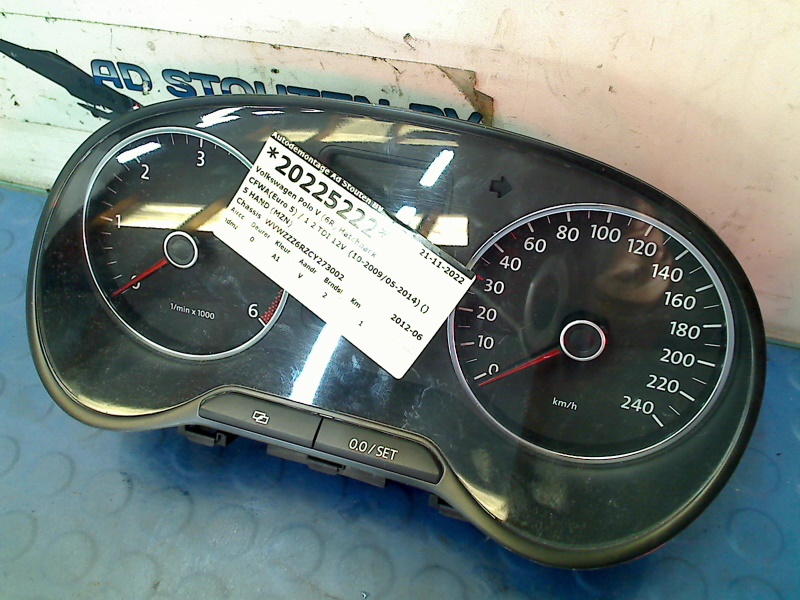 AD STOUTEN BV
Autodemontage Ad Stouten B.V.
*20225222*
21-11-2022
Volkswagen Polo V (6R) Hatchback
CFWA(Euro 5) / 1.2 TDI 12V (10-2009/05-2014) ()
5 HAND (MZN)
Chassis WVWZZZ6RZCY273002
2012-06
Acc. deuren Kleur Aandr Brndst Km
0 A1 V 2 1
0
1
2
3
6
1/min x 1000
0
10
20
30
40
60
80
100
120
140
160
180
200
220
240
km/h
0.0 / SET